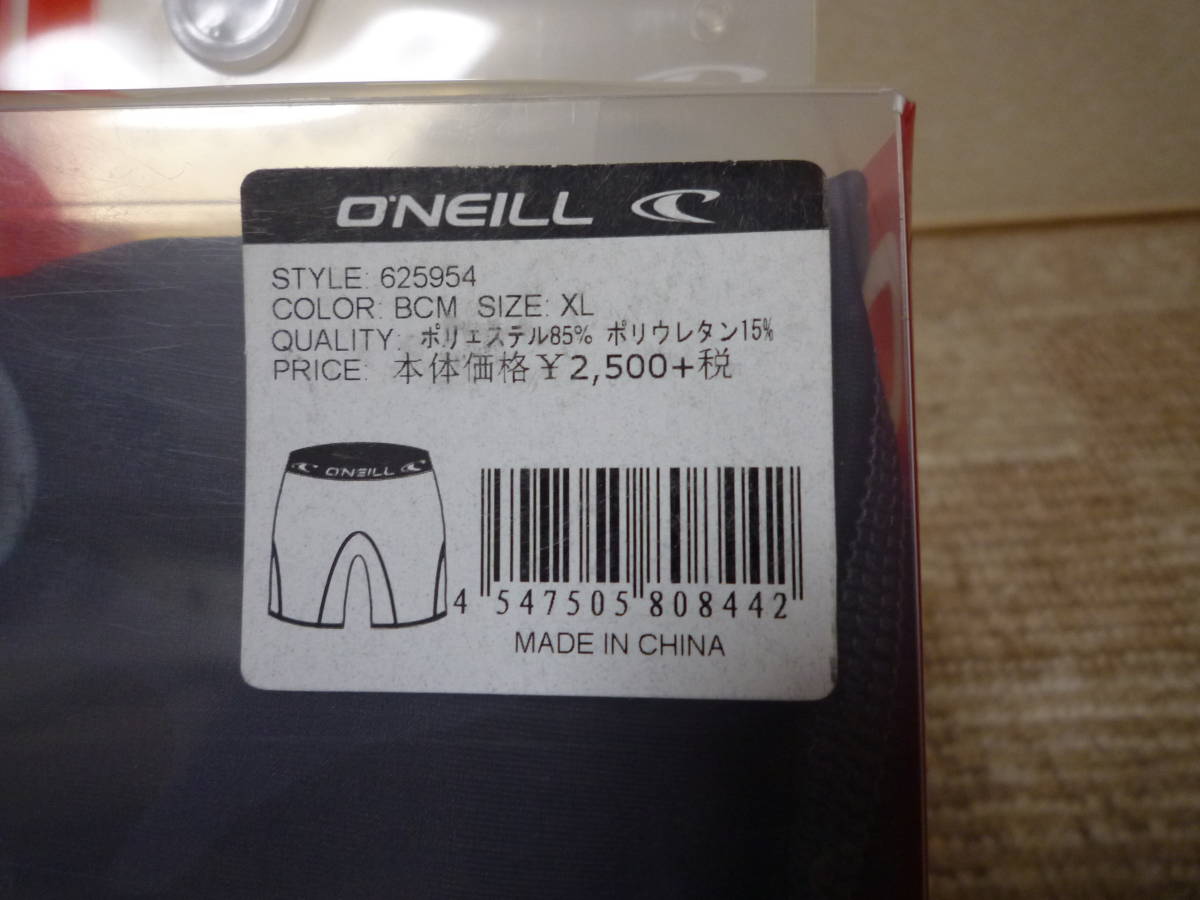 O'NEILL
STYLE: 625954
COLOR: BCM SIZE: XL
QUALITY: ポリエステル85% ポリウレタン15%
PRICE: 本体価格¥2,500+税
O'NEILL
4 547505 808442
MADE IN CHINA